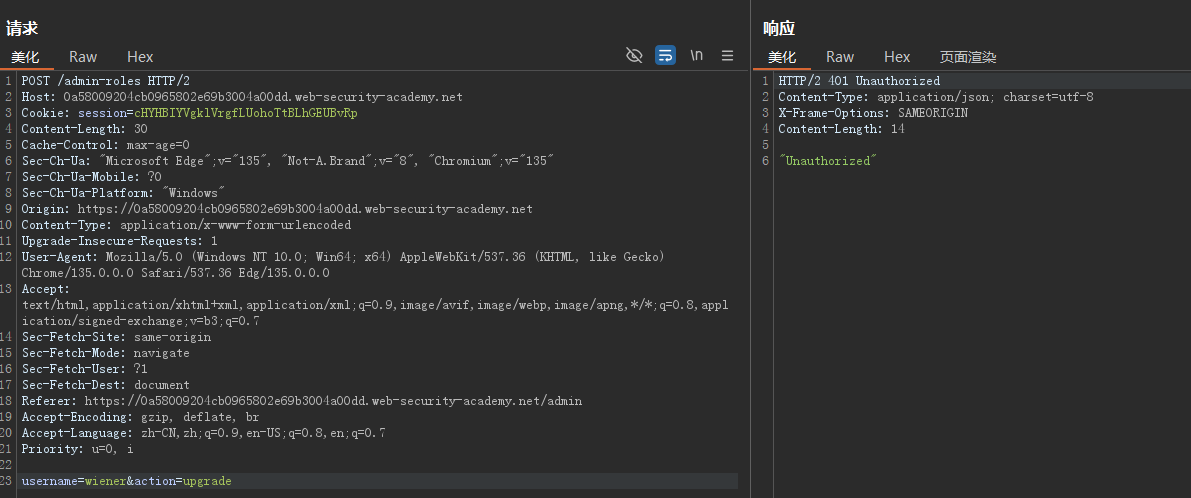 请求
美化 Raw Hex \n
1 POST /admin-roles HTTP/2
2 Host: 0a58009204cb0965802e69b3004a00dd.web-security-academy.net
3 Cookie: session=cHYHBIYVgklVrgfLUohoTtBLhGEUBvRp
4 Content-Length: 30
5 Cache-Control: max-age=0
6 Sec-Ch-Ua: "Microsoft Edge";v="135", "Not-A.Brand";v="8", "Chromium";v="135"
7 Sec-Ch-Ua-Mobile: ?0
8 Sec-Ch-Ua-Platform: "Windows"
9 Origin: https://0a58009204cb0965802e69b3004a00dd.web-security-academy.net
10 Content-Type: application/x-www-form-urlencoded
11 Upgrade-Insecure-Requests: 1
12 User-Agent: Mozilla/5.0 (Windows NT 10.0; Win64; x64) AppleWebKit/537.36 (KHTML, like Gecko)
Chrome/135.0.0.0 Safari/537.36 Edg/135.0.0.0
13 Accept:
text/html,application/xhtml+xml,application/xml;q=0.9,image/avif,image/webp,image/apng,*/*;q=0.8,appl
ication/signed-exchange;v=b3;q=0.7
14 Sec-Fetch-Site: same-origin
15 Sec-Fetch-Mode: navigate
16 Sec-Fetch-User: ?1
17 Sec-Fetch-Dest: document
18 Referer: https://0a58009204cb0965802e69b3004a00dd.web-security-academy.net/admin
19 Accept-Encoding: gzip, deflate, br
20 Accept-Language: zh-CN,zh;q=0.9,en-US;q=0.8,en;q=0.7
21 Priority: u=0, i
22
23 username=wiener&action=upgrade
响应
美化 Raw Hex 页面渲染
1 HTTP/2 401 Unauthorized
2 Content-Type: application/json; charset=utf-8
3 X-Frame-Options: SAMEORIGIN
4 Content-Length: 14
5
6 "Unauthorized"